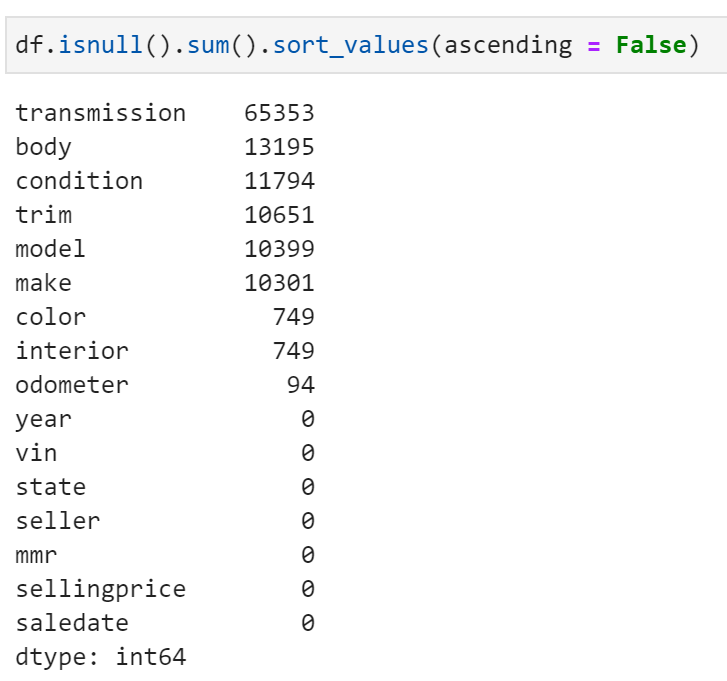 df.isnull().sum().sort_values(ascending = False)
transmission    65353
body            13195
condition       11794
trim            10651
model           10399
make            10301
color             749
interior          749
odometer           94
year                0
vin                 0
state               0
seller              0
mmr                 0
sellingprice        0
saledate            0
dtype: int64